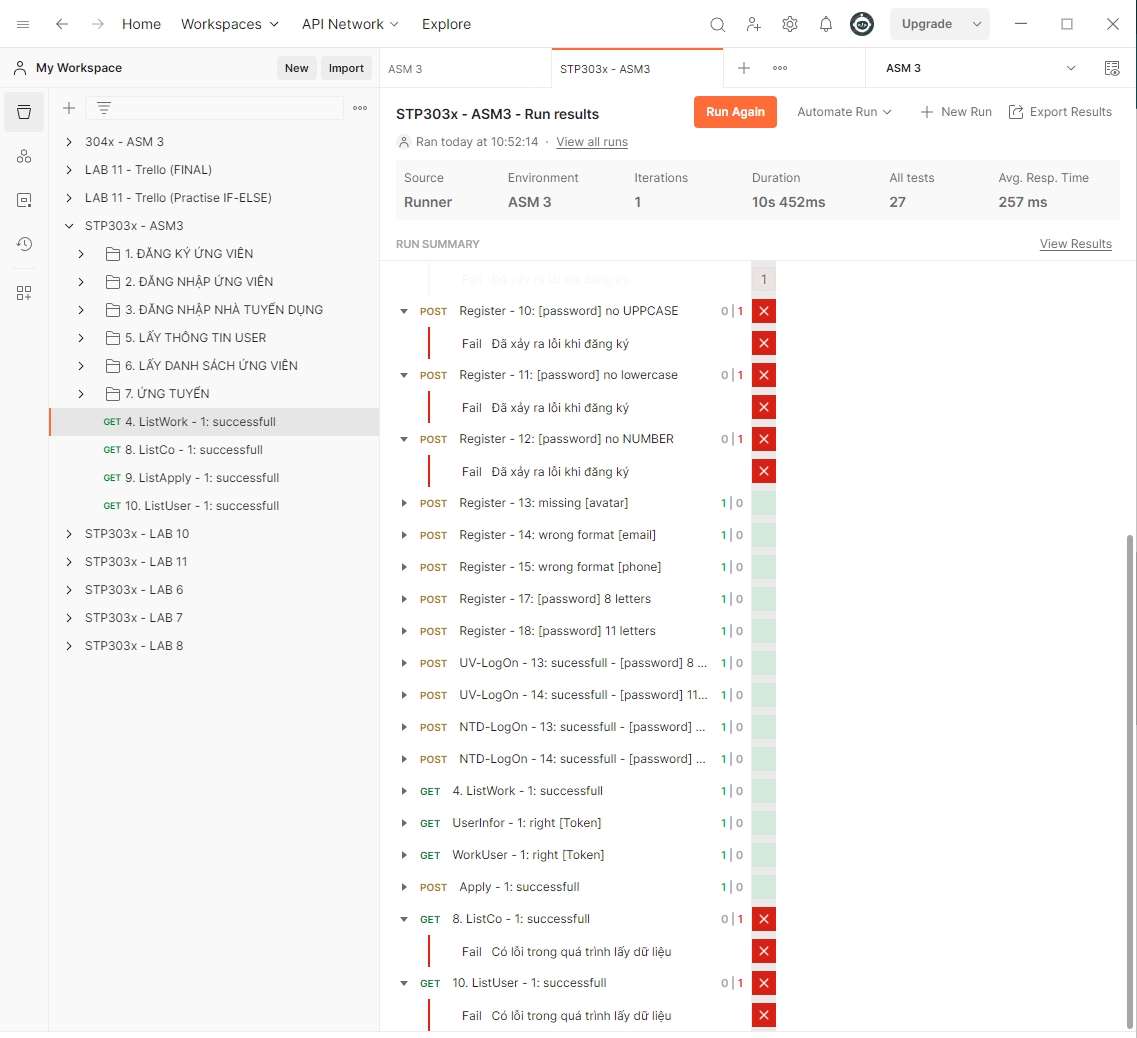 Home Workspaces API Network Explore Upgrade
My Workspace New Import ASM 3 STP303x - ASM3 ASM 3
304x - ASM 3
LAB 11 - Trello (FINAL)
LAB 11 - Trello (Practise IF-ELSE)
STP303x - ASM3
1. ĐĂNG KÝ ỨNG VIÊN
2. ĐĂNG NHẬP ỨNG VIÊN
3. ĐĂNG NHẬP NHÀ TUYỂN DỤNG
5. LẤY THÔNG TIN USER
6. LẤY DANH SÁCH ỨNG VIÊN
7. ỨNG TUYỂN
GET 4. ListWork - 1: successfull
GET 8. ListCo - 1: successfull
GET 9. ListApply - 1: successfull
GET 10. ListUser - 1: successfull
STP303x - LAB 10
STP303x - LAB 11
STP303x - LAB 6
STP303x - LAB 7
STP303x - LAB 8
STP303x - ASM3 - Run results Run Again Automate Run New Run Export Results
Ran today at 10:52:14 · View all runs
Source Environment Iterations Duration All tests Avg. Resp. Time
Runner ASM 3 1 10s 452ms 27 257 ms
RUN SUMMARY View Results
Fail Đã xảy ra lỗi khi đăng ký 1
POST Register - 10: [password] no UPPCASE 0 | 1
Fail Đã xảy ra lỗi khi đăng ký
POST Register - 11: [password] no lowercase 0 | 1
Fail Đã xảy ra lỗi khi đăng ký
POST Register - 12: [password] no NUMBER 0 | 1
Fail Đã xảy ra lỗi khi đăng ký
POST Register - 13: missing [avatar] 1 | 0
POST Register - 14: wrong format [email] 1 | 0
POST Register - 15: wrong format [phone] 1 | 0
POST Register - 17: [password] 8 letters 1 | 0
POST Register - 18: [password] 11 letters 1 | 0
POST UV-LogOn - 13: sucessfull - [password] 8 ... 1 | 0
POST UV-LogOn - 14: sucessfull - [password] 11... 1 | 0
POST NTD-LogOn - 13: sucessfull - [password] ... 1 | 0
POST NTD-LogOn - 14: sucessfull - [password] ... 1 | 0
GET 4. ListWork - 1: successfull 1 | 0
GET UserInfor - 1: right [Token] 1 | 0
GET WorkUser - 1: right [Token] 1 | 0
POST Apply - 1: successfull 1 | 0
GET 8. ListCo - 1: successfull 0 | 1
Fail Có lỗi trong quá trình lấy dữ liệu
GET 10. ListUser - 1: successfull 0 | 1
Fail Có lỗi trong quá trình lấy dữ liệu